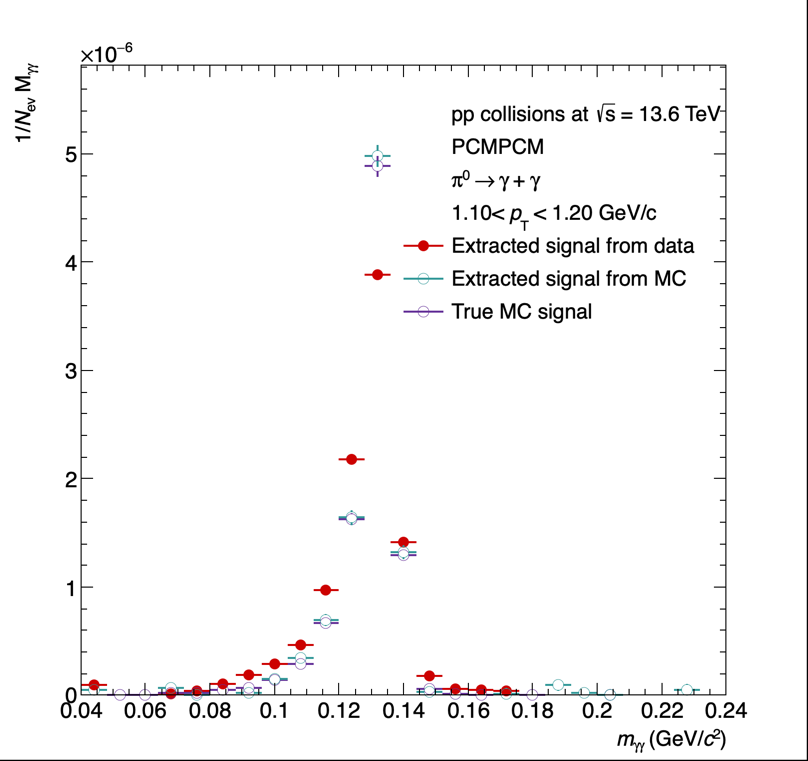 ×10⁻⁶
1/N_ev M_γγ
pp collisions at √s = 13.6 TeV
PCMPCM
π⁰ → γ + γ
1.10< p_T < 1.20 GeV/c
Extracted signal from data
Extracted signal from MC
True MC signal
5
4
3
2
1
0
0.04 0.06 0.08 0.1 0.12 0.14 0.16 0.18 0.2 0.22 0.24
m_γγ (GeV/c²)